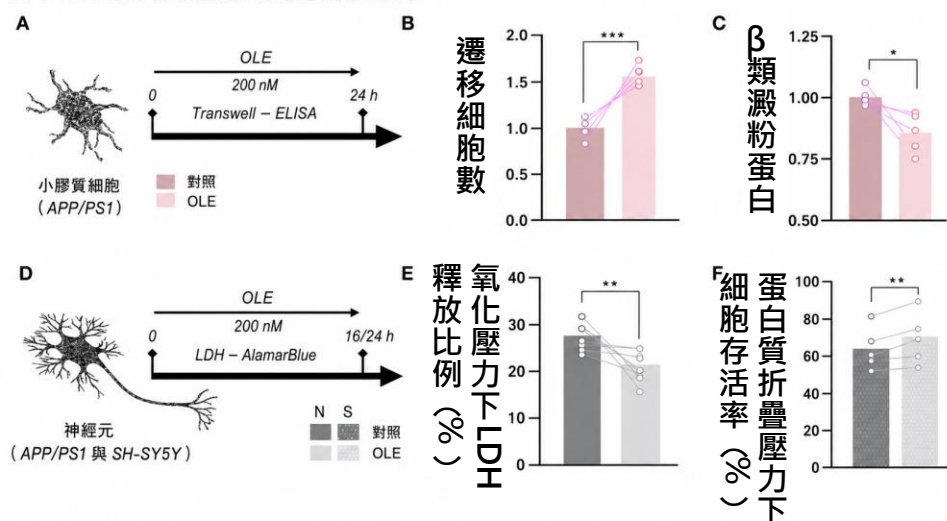 A
OLE
200 nM
0
24 h
Transwell – ELISA
小膠質細胞
（APP/PS1）
對照
OLE
B
遷移細胞數
2.0
1.5
1.0
0.5
0.0
***
C
β類澱粉蛋白
1.25
1.00
0.75
0.50
*
D
OLE
200 nM
0
16/24 h
LDH – AlamarBlue
神經元
（APP/PS1 與 SH-SY5Y）
N S
對照
OLE
E
氧化壓力下LDH
釋放比例（%）
40
30
20
10
0
**
F
蛋白質折疊壓力下
細胞存活率（%）
100
80
60
40
20
0
**